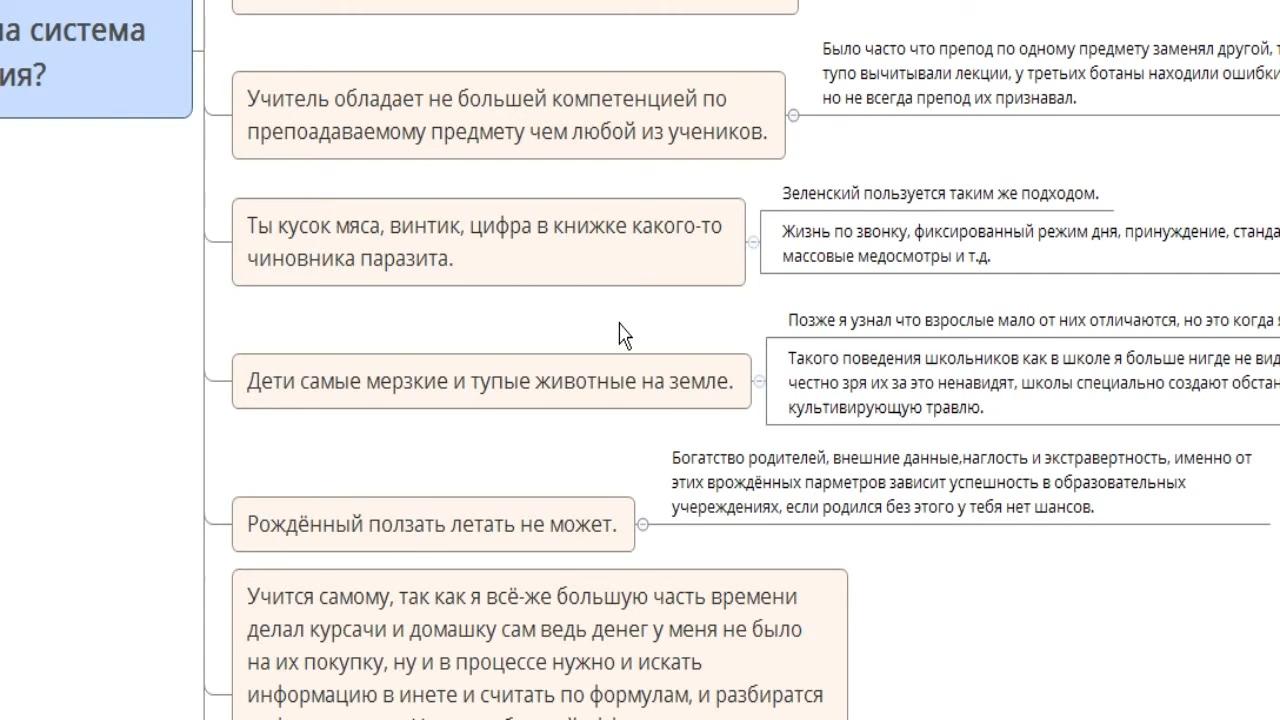 на система
ия?
Было часто что препод по одному предмету заменял другой,
тупо вычитывали лекции, у третьих ботаны находили ошибки
но не всегда препод их признавал.
Учитель обладает не большей компетенцией по
препоадаваемому предмету чем любой из учеников.
Зеленский пользуется таким же подходом.
Ты кусок мяса, винтик, цифра в книжке какого-то
чиновника паразита.
Жизнь по звонку, фиксированный режим дня, принуждение, станда
массовые медосмотры и т.д.
Позже я узнал что взрослые мало от них отличаются, но это когда я
Дети самые мерзкие и тупые животные на земле.
Такого поведения школьников как в школе я больше нигде не вид
честно зря их за это ненавидят, школы специально создают обстан
культивирующую травлю.
Богатство родителей, внешние данные,наглость и экстравертность, именно от
этих врождённых парметров зависит успешность в образовательных
учереждениях, если родился без этого у тебя нет шансов.
Рождённый ползать летать не может.
Учится самому, так как я всё-же большую часть времени
делал курсачи и домашку сам ведь денег у меня не было
на их покупку, ну и в процессе нужно и искать
информацию в инете и считать по формулам, и разбиратся